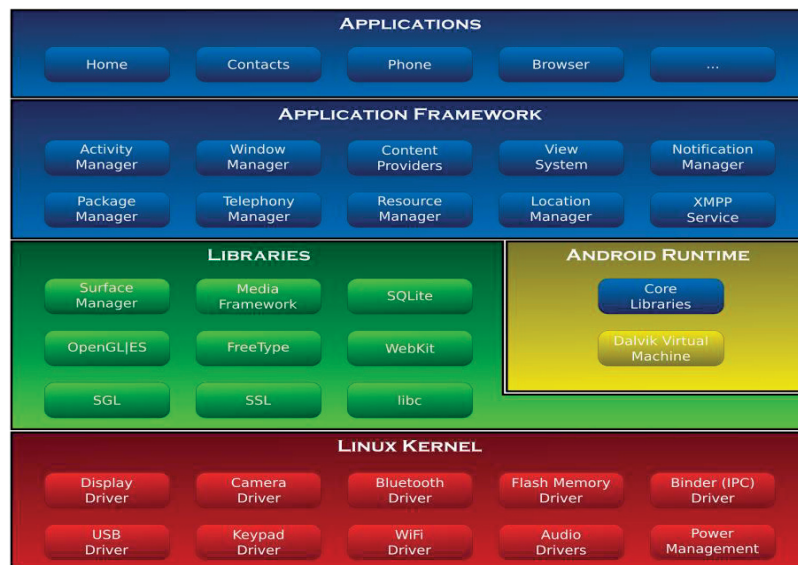 APPLICATIONS
Home Contacts Phone Browser ...
APPLICATION FRAMEWORK
Activity Manager Window Manager Content Providers View System Notification Manager
Package Manager Telephony Manager Resource Manager Location Manager XMPP Service
LIBRARIES
Surface Manager Media Framework SQLite
OpenGL|ES FreeType WebKit
SGL SSL libc
ANDROID RUNTIME
Core Libraries
Dalvik Virtual Machine
LINUX KERNEL
Display Driver Camera Driver Bluetooth Driver Flash Memory Driver Binder (IPC) Driver
USB Driver Keypad Driver WiFi Driver Audio Drivers Power Management